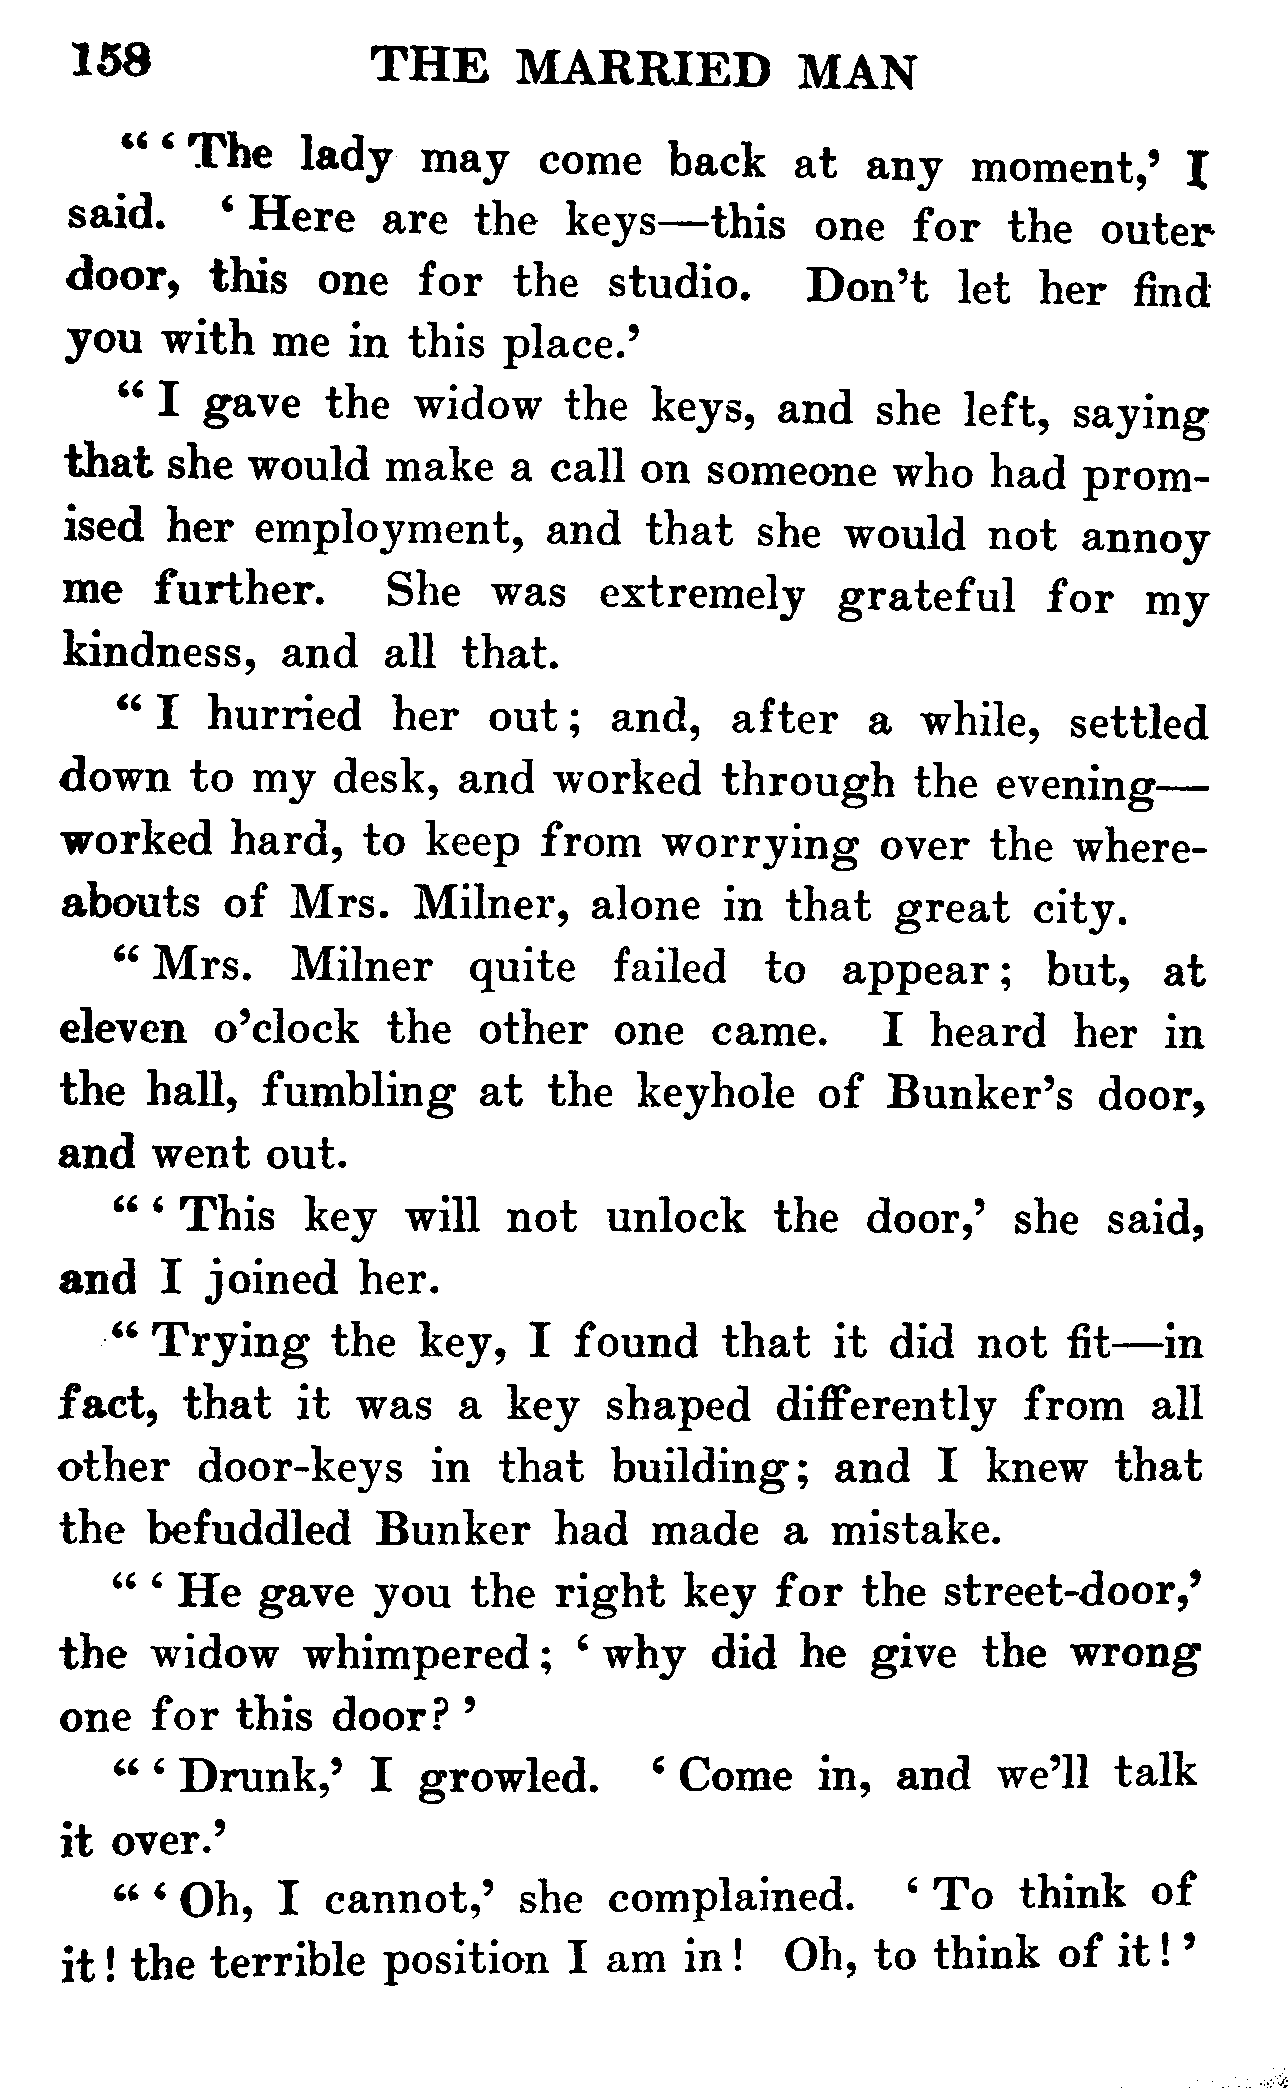 158 THE MARRIED MAN
“ ‘ The lady may come back at any moment,’ I
said. ‘ Here are the keys—this one for the outer
door, this one for the studio. Don’t let her find
you with me in this place.’
“ I gave the widow the keys, and she left, saying
that she would make a call on someone who had prom-
ised her employment, and that she would not annoy
me further. She was extremely grateful for my
kindness, and all that.
“ I hurried her out ; and, after a while, settled
down to my desk, and worked through the evening—
worked hard, to keep from worrying over the where-
abouts of Mrs. Milner, alone in that great city.
“ Mrs. Milner quite failed to appear ; but, at
eleven o’clock the other one came. I heard her in
the hall, fumbling at the keyhole of Bunker’s door,
and went out.
“ ‘ This key will not unlock the door,’ she said,
and I joined her.
“ Trying the key, I found that it did not fit—in
fact, that it was a key shaped differently from all
other door-keys in that building ; and I knew that
the befuddled Bunker had made a mistake.
“ ‘ He gave you the right key for the street-door,’
the widow whimpered ; ‘ why did he give the wrong
one for this door? ’
“ ‘ Drunk,’ I growled. ‘ Come in, and we’ll talk
it over.’
“ ‘ Oh, I cannot,’ she complained. ‘ To think of
it ! the terrible position I am in ! Oh, to think of it ! ’